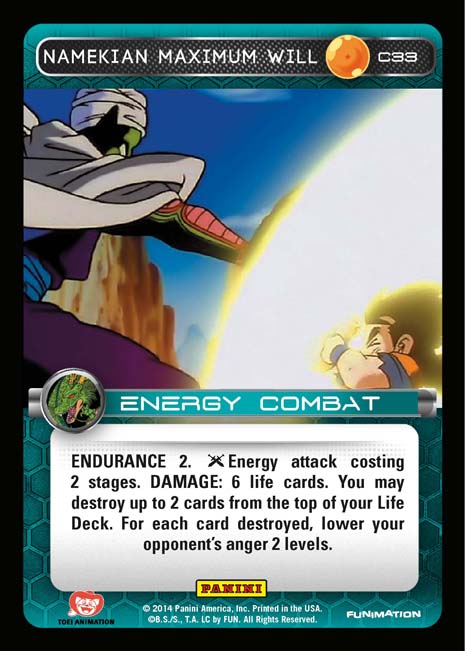 NAMEKIAN MAXIMUM WILL C33
ENERGY COMBAT
ENDURANCE 2. Energy attack costing
2 stages. DAMAGE: 6 life cards. You may
destroy up to 2 cards from the top of your Life
Deck. For each card destroyed, lower your
opponent's anger 2 levels.
PANINI
© 2014 Panini America, Inc. Printed in the USA.
©B.S./S., T.A. LC by FUN. All Rights Reserved.
TOEI ANIMATION
FUNIMATION